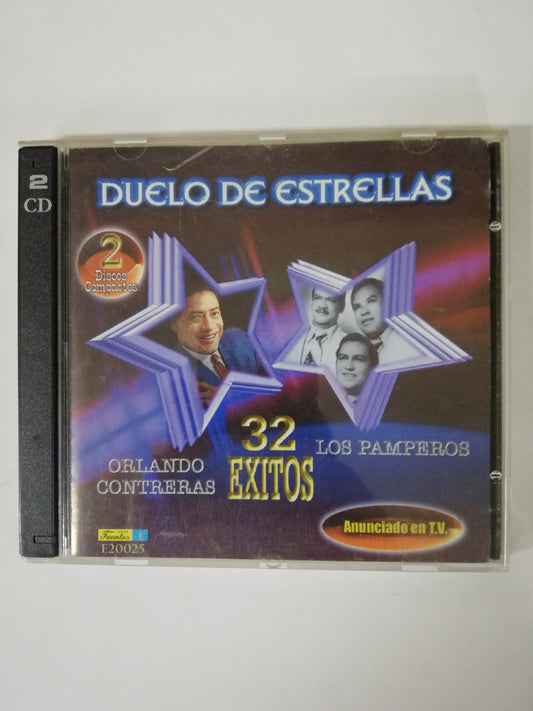 2
CD
DUELO DE ESTRELLAS
2
Discos
Compactos
ORLANDO
CONTRERAS
32
EXITOS
LOS PAMPEROS
Anunciado en T.V.
Fuentes
E20025